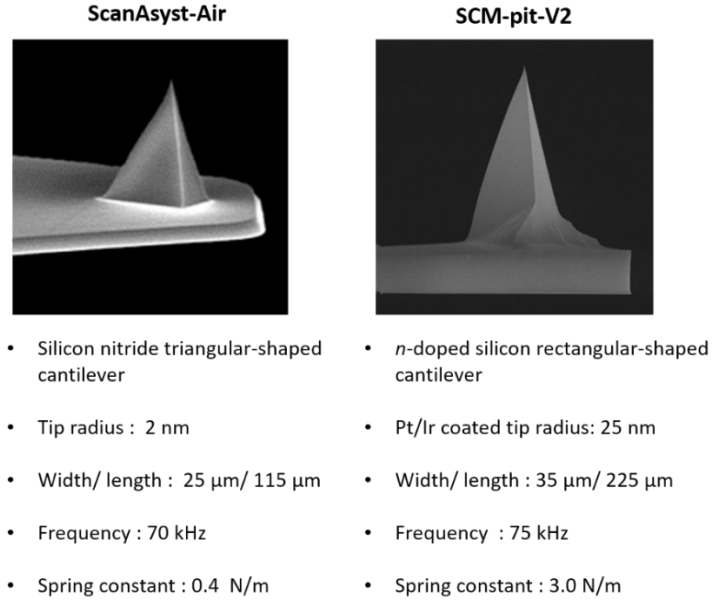 ScanAsyst-Air
SCM-pit-V2
• Silicon nitride triangular-shaped
cantilever
• Tip radius : 2 nm
• Width/ length : 25 µm/ 115 µm
• Frequency : 70 kHz
• Spring constant : 0.4 N/m
• n-doped silicon rectangular-shaped
cantilever
• Pt/Ir coated tip radius: 25 nm
• Width/ length : 35 µm/ 225 µm
• Frequency : 75 kHz
• Spring constant : 3.0 N/m